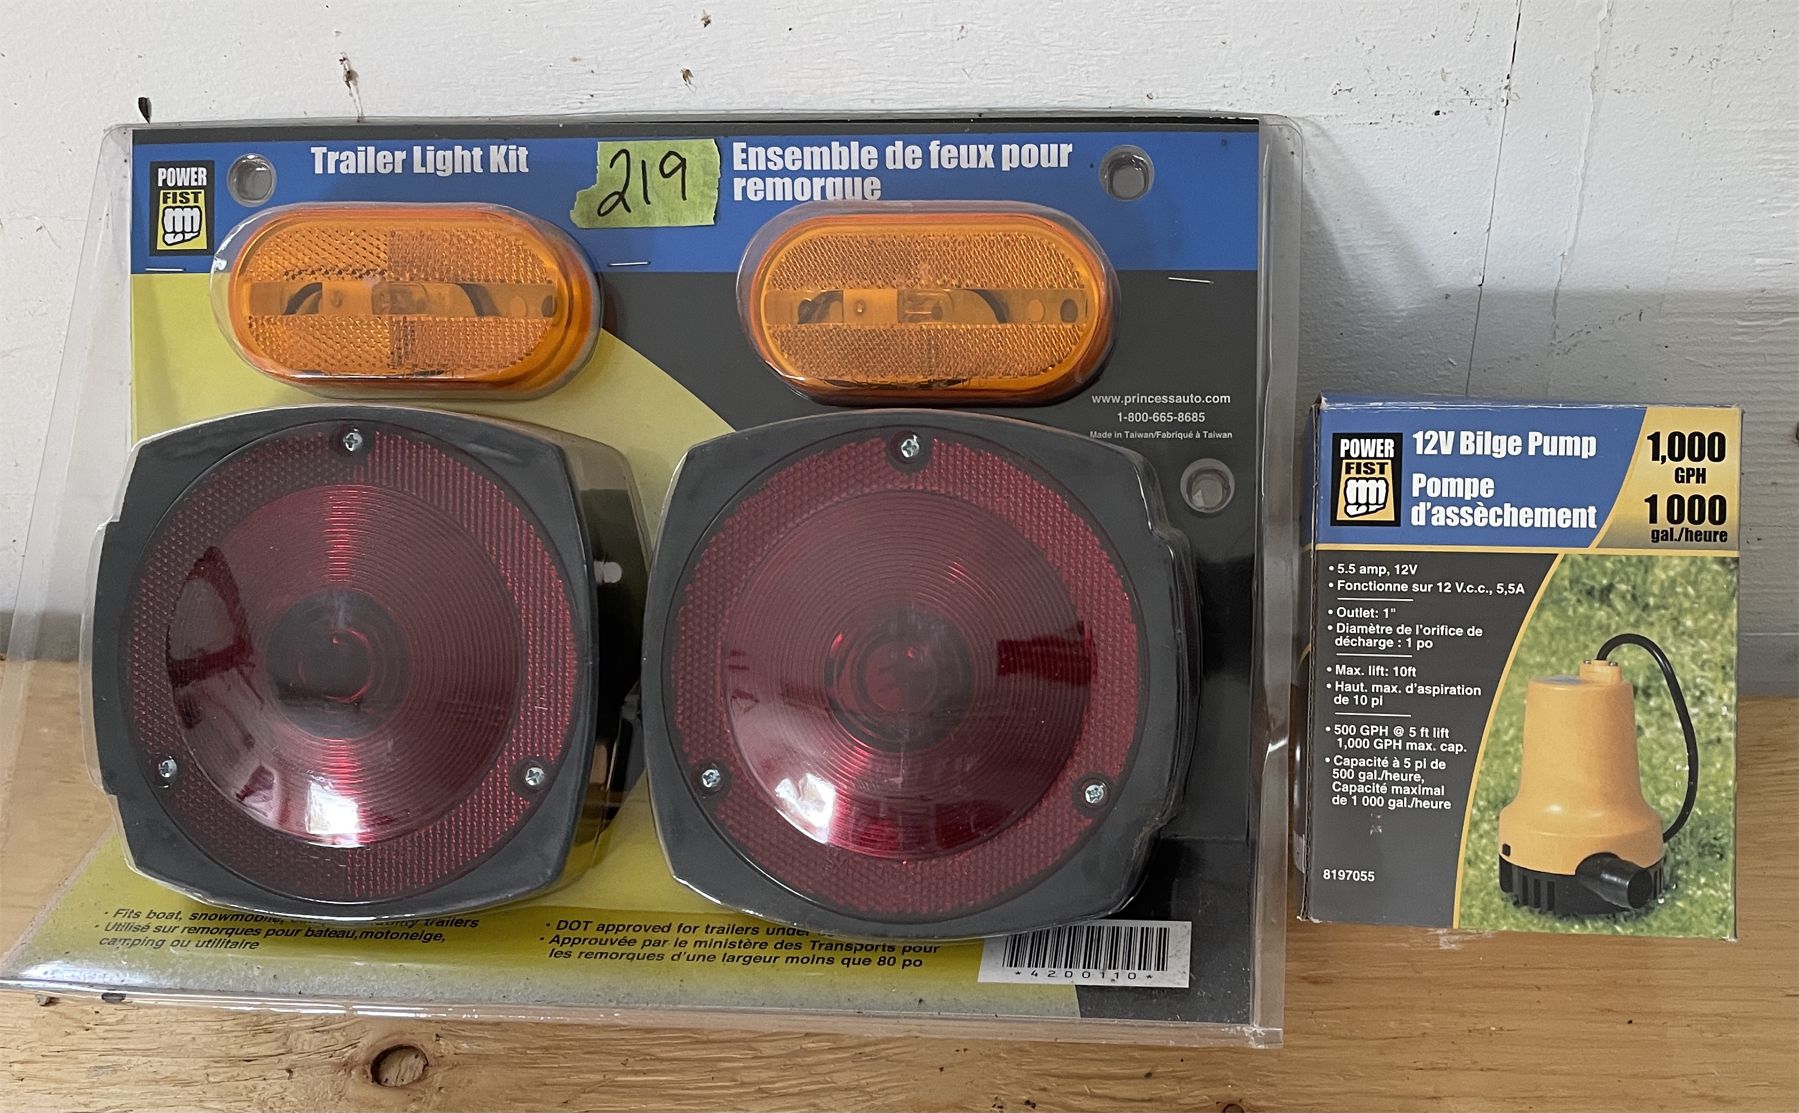 POWER
FIST
Trailer Light Kit
219
Ensemble de feux pour
remorque
www.princessauto.com
1-800-665-8685
Made in Taiwan/Fabriqué à Taiwan
• Fits boat, snowmobile, utility trailers
• Utilisé sur remorques pour bateau,motoneige,
camping ou utilitaire
• DOT approved for trailers under
• Approuvée par le ministère des Transports pour
les remorques d'une largeur moins que 80 po
*4200110*
POWER
FIST
12V Bilge Pump
Pompe
d'assèchement
1,000
GPH
1 000
gal./heure
• 5.5 amp, 12V
• Fonctionne sur 12 V.c.c., 5,5A
• Outlet: 1"
• Diamètre de l'orifice de
décharge : 1 po
• Max. lift: 10ft
• Haut. max. d'aspiration
de 10 pi
• 500 GPH @ 5 ft lift
1,000 GPH max. cap.
• Capacité à 5 pi de
500 gal./heure,
Capacité maximal
de 1 000 gal./heure
8197055